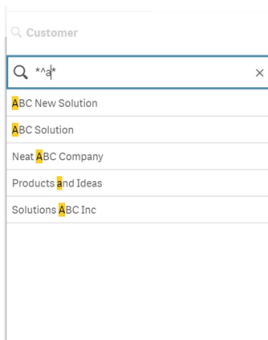 Customer
*^a*
ABC New Solution
ABC Solution
Neat ABC Company
Products and Ideas
Solutions ABC Inc